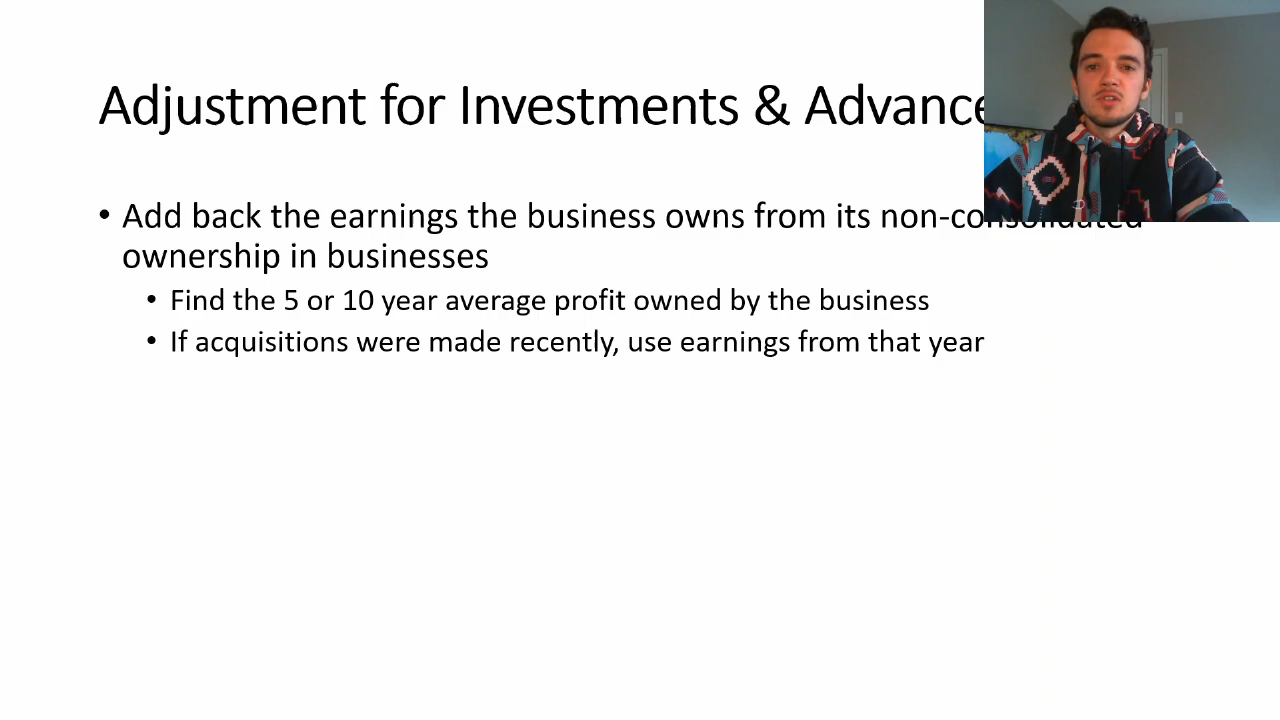 Adjustment for Investments & Advance
• Add back the earnings the business owns from its non-consolidated
ownership in businesses
• Find the 5 or 10 year average profit owned by the business
• If acquisitions were made recently, use earnings from that year